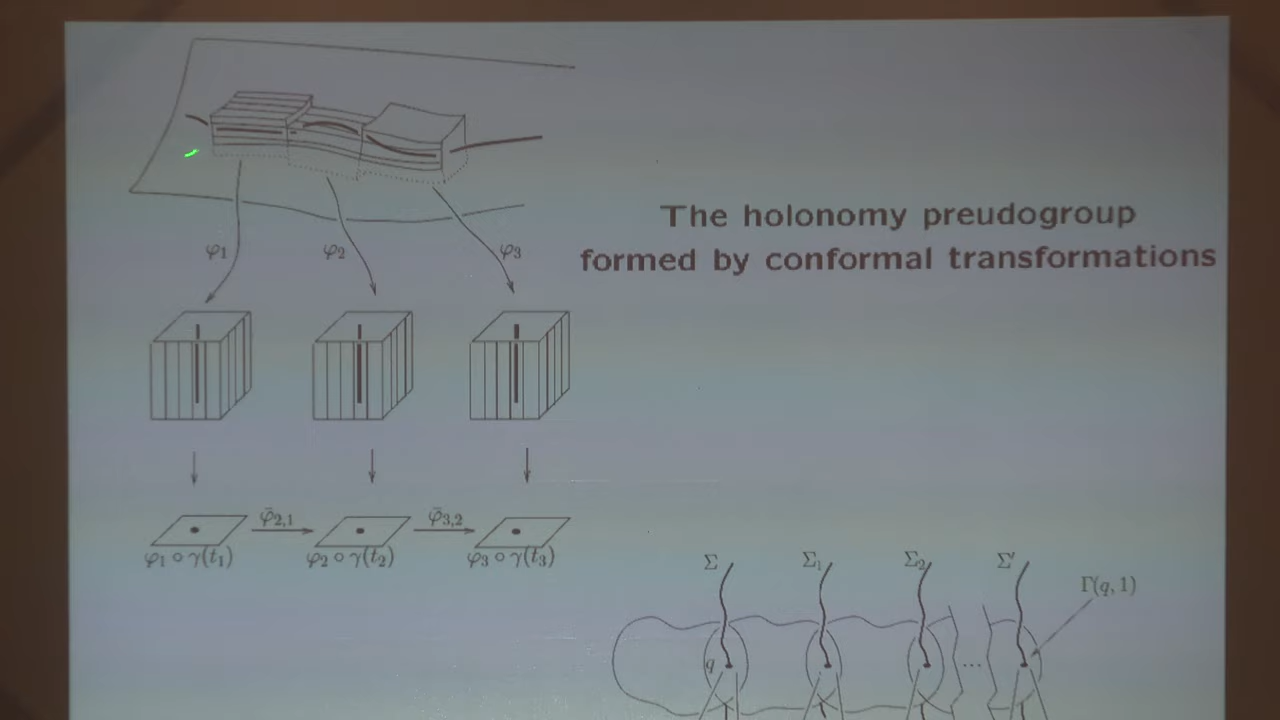 The holonomy preudogroup
formed by conformal transformations
φ1 φ2 φ3
φ̄2,1 φ̄3,2
φ1 ∘ γ(t1) φ2 ∘ γ(t2) φ3 ∘ γ(t3)
Σ Σ1 Σ2 Σ′
Γ(q, 1)
q ...